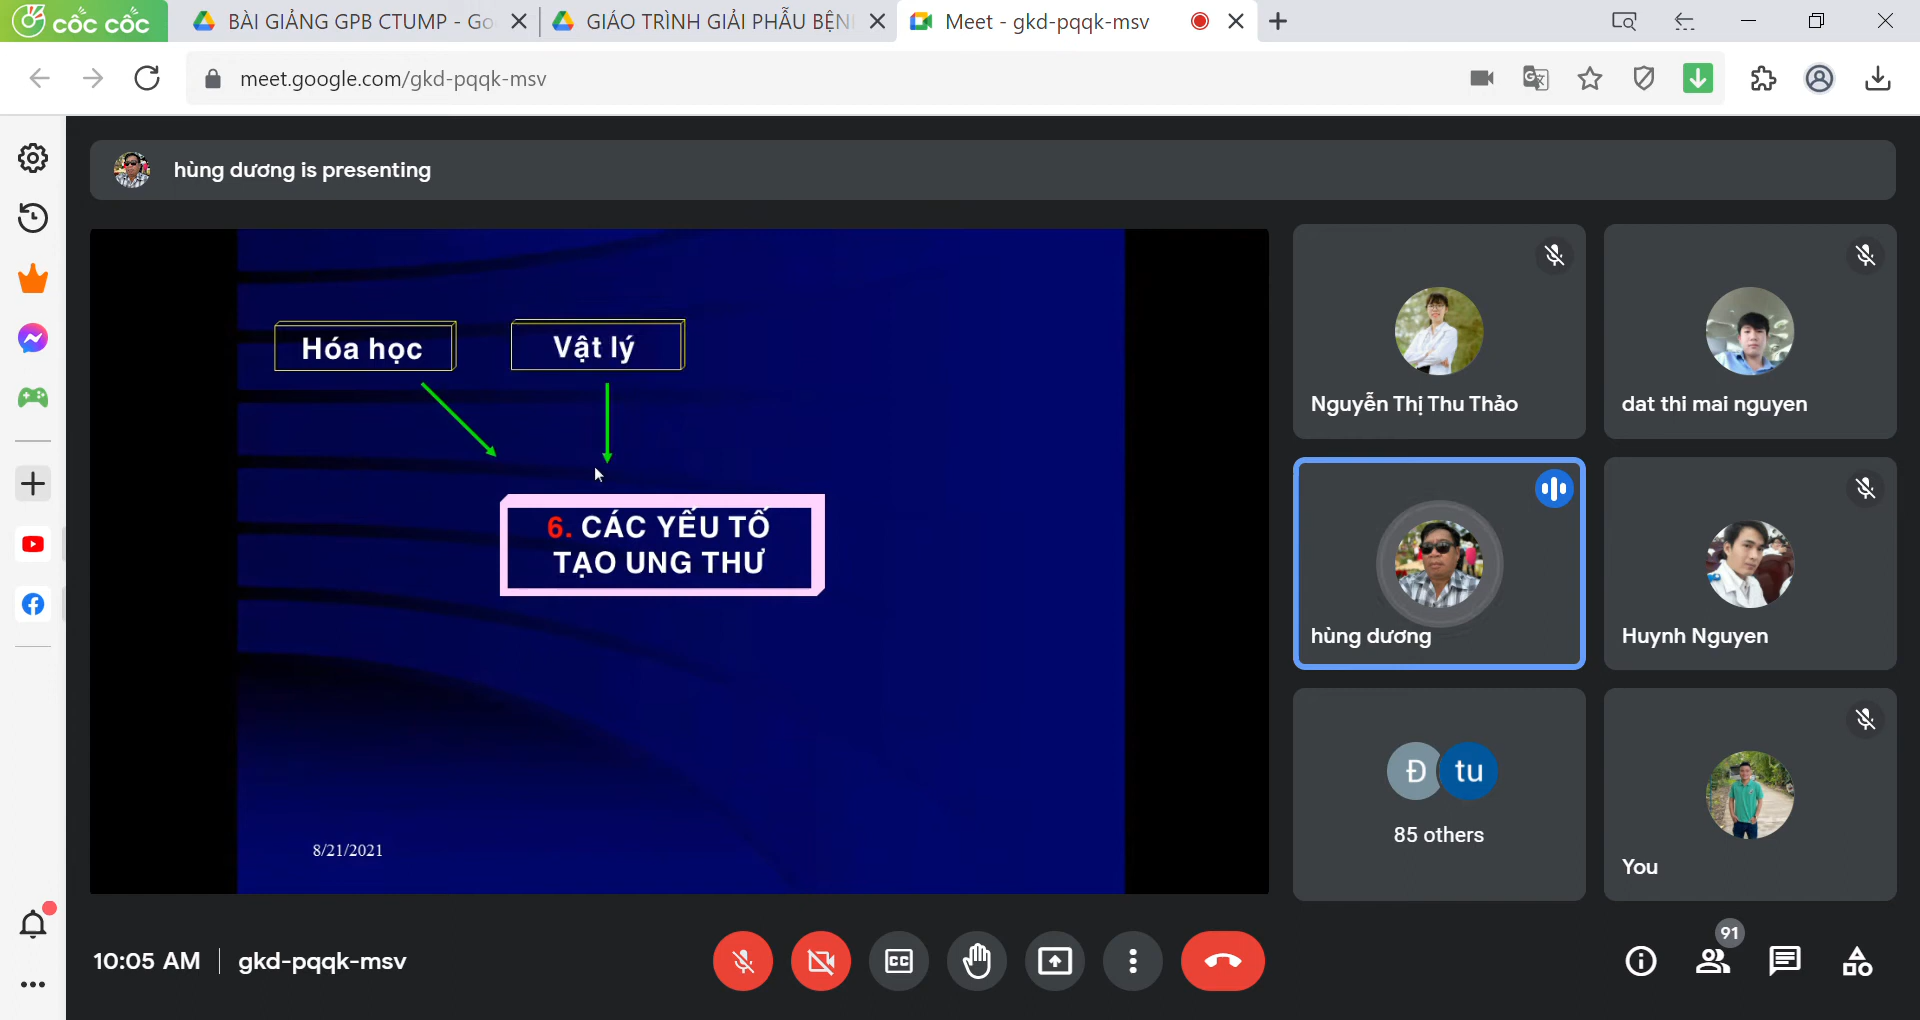 cốc cốc
BÀI GIẢNG GPB CTUMP - Go
GIÁO TRÌNH GIẢI PHẪU BỆN
Meet - gkd-pqqk-msv
meet.google.com/gkd-pqqk-msv
hùng dương is presenting
Hóa học
Vật lý
6. CÁC YẾU TỐ
TẠO UNG THƯ
8/21/2021
Nguyễn Thị Thu Thảo
dat thi mai nguyen
hùng dương
Huynh Nguyen
Đ
tu
85 others
You
10:05 AM
gkd-pqqk-msv
CC
91